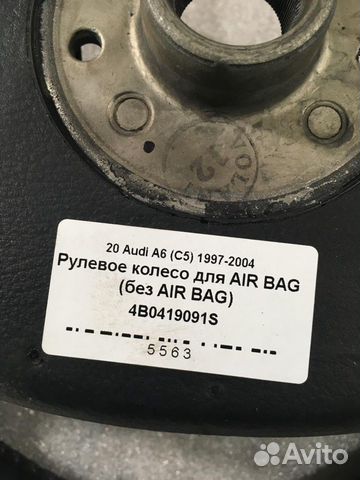 20 Audi A6 (C5) 1997-2004
Рулевое колесо для AIR BAG
(без AIR BAG)
4B0419091S
5563
Avito